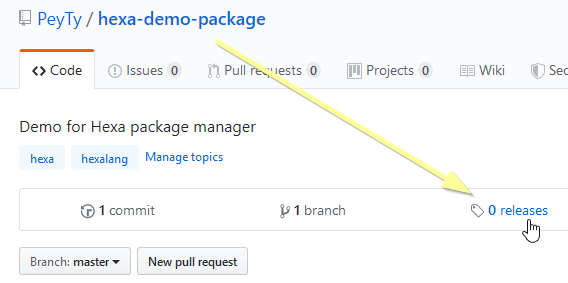 PeyTy / hexa-demo-package
Code Issues 0 Pull requests 0 Projects 0 Wiki Sec
Demo for Hexa package manager
hexa hexalang Manage topics
1 commit 1 branch 0 releases
Branch: master New pull request